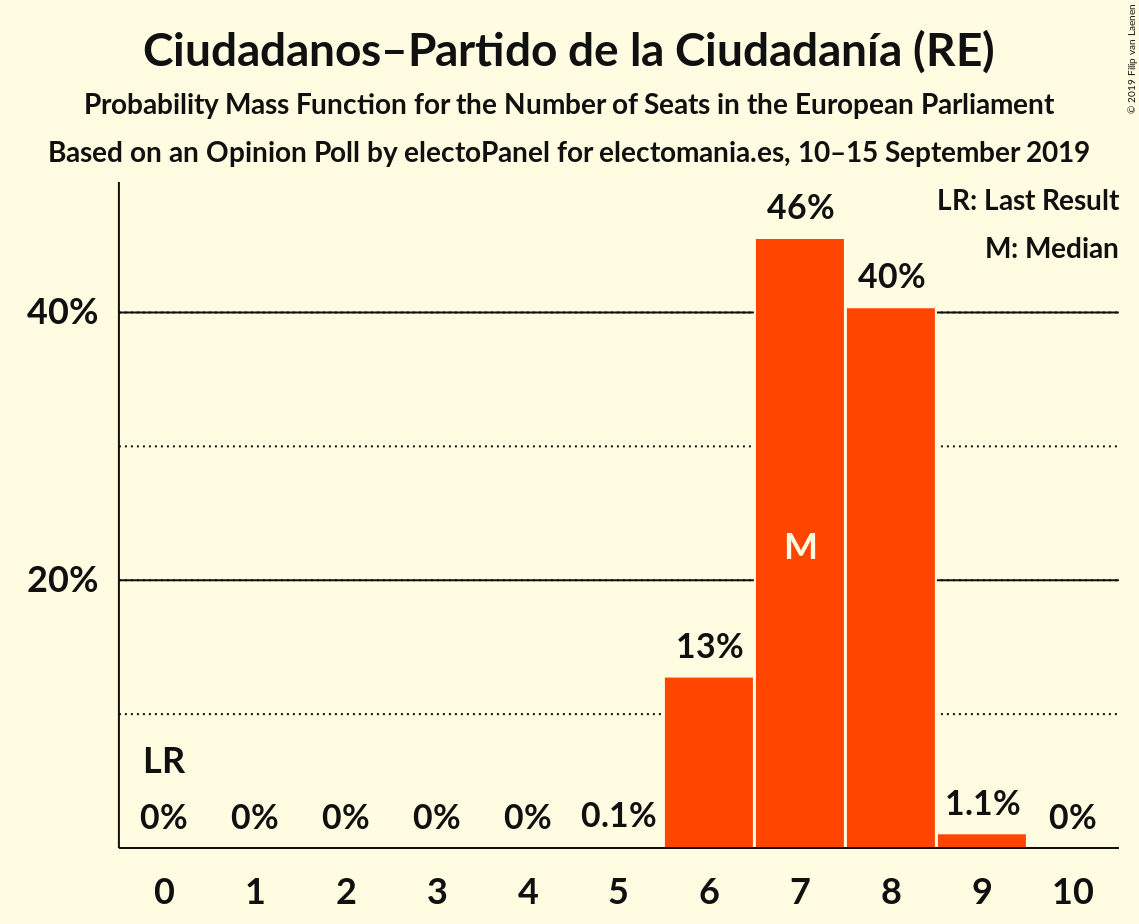 Ciudadanos–Partido de la Ciudadanía (RE)
Probability Mass Function for the Number of Seats in the European Parliament
Based on an Opinion Poll by electoPanel for electomania.es, 10–15 September 2019
© 2019 Filip van Laenen
LR: Last Result
M: Median
46%
40%
40%
M
20%
13%
LR
0%
0%
0%
0%
0%
0.1%
1.1%
0%
0 1 2 3 4 5 6 7 8 9 10